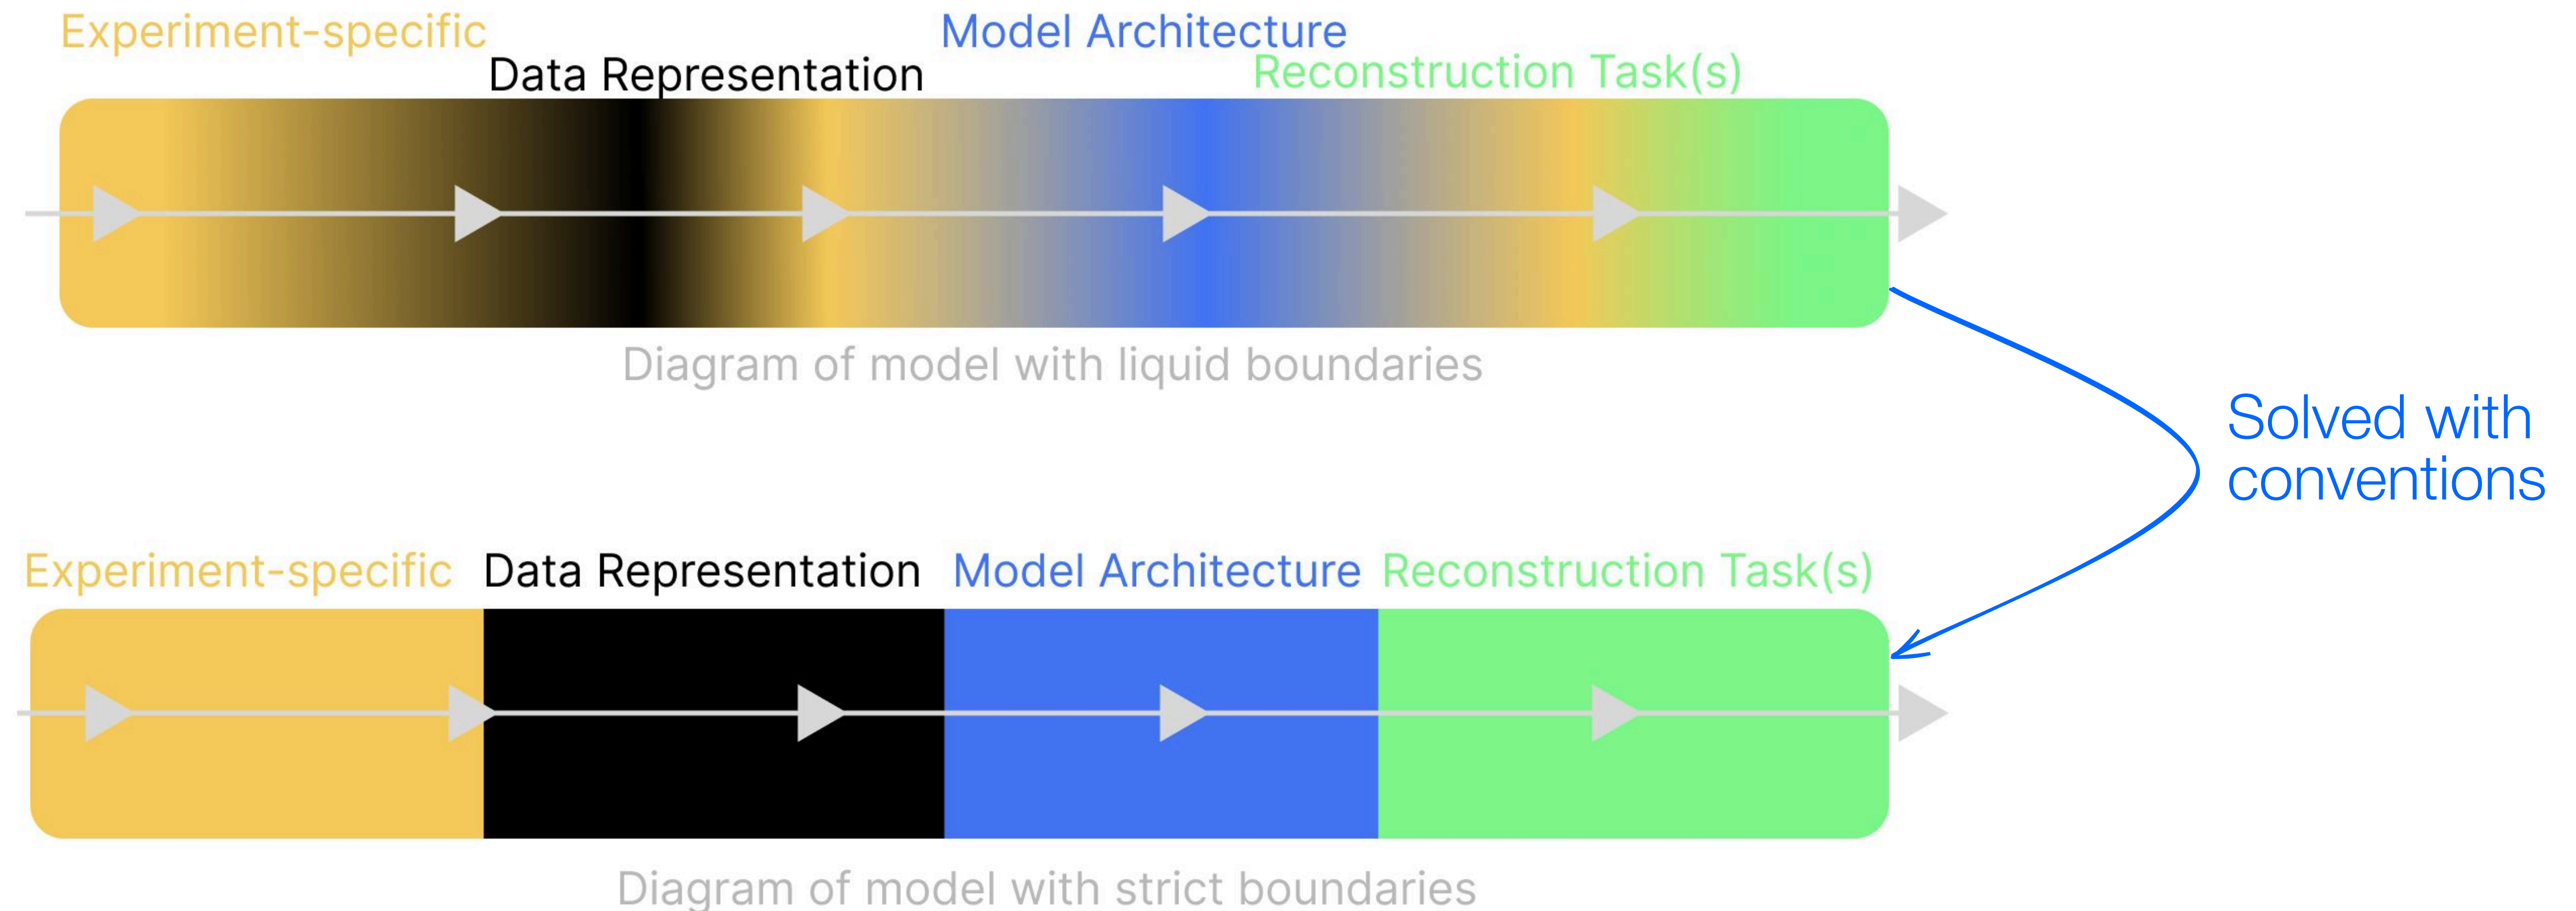 Experiment-specific
Data Representation
Model Architecture
Reconstruction Task(s)
Diagram of model with liquid boundaries
Solved with
conventions
Experiment-specific
Data Representation
Model Architecture
Reconstruction Task(s)
Diagram of model with strict boundaries